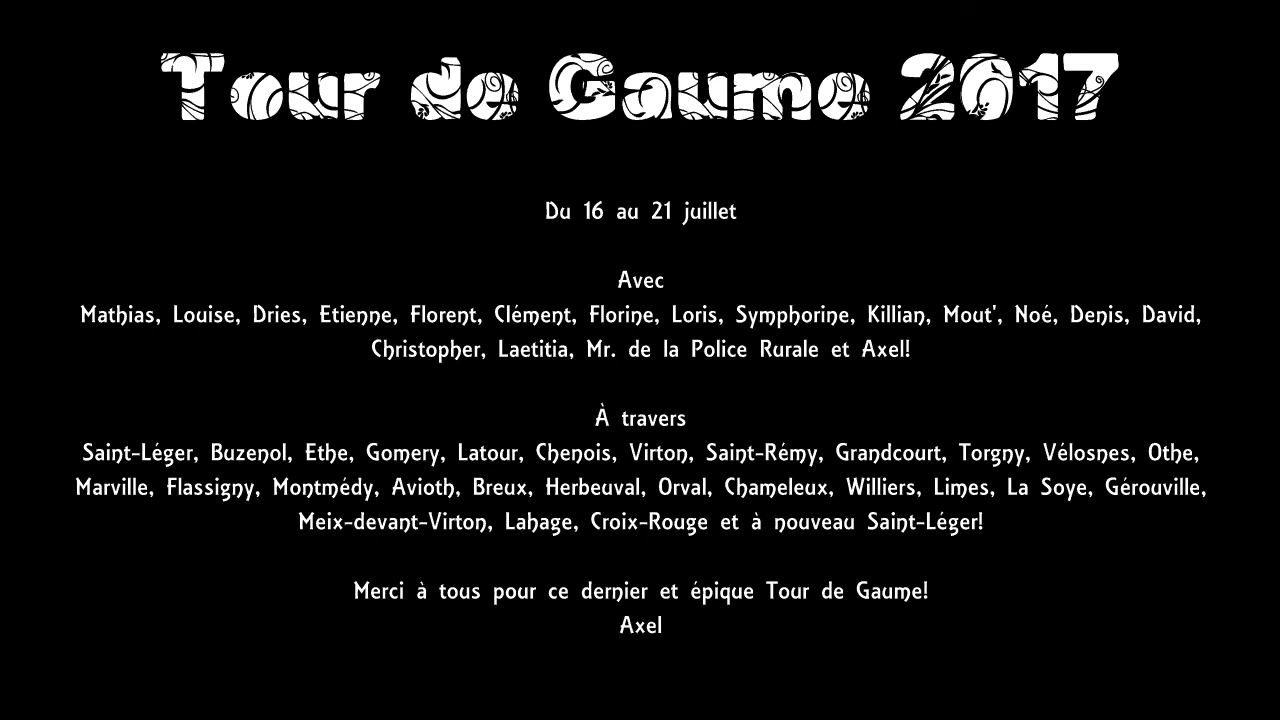 Tour de Gaume 2017
Du 16 au 21 juillet
Avec
Mathias, Louise, Dries, Etienne, Florent, Clément, Florine, Loris, Symphorine, Killian, Mout', Noé, Denis, David,
Christopher, Laetitia, Mr. de la Police Rurale et Axel!
À travers
Saint-Léger, Buzenol, Ethe, Gomery, Latour, Chenois, Virton, Saint-Rémy, Grandcourt, Torgny, Vélosnes, Othe,
Marville, Flassigny, Montmédy, Avioth, Breux, Herbeuval, Orval, Chameleux, Williers, Limes, La Soye, Gérouville,
Meix-devant-Virton, Lahage, Croix-Rouge et à nouveau Saint-Léger!
Merci à tous pour ce dernier et épique Tour de Gaume!
Axel